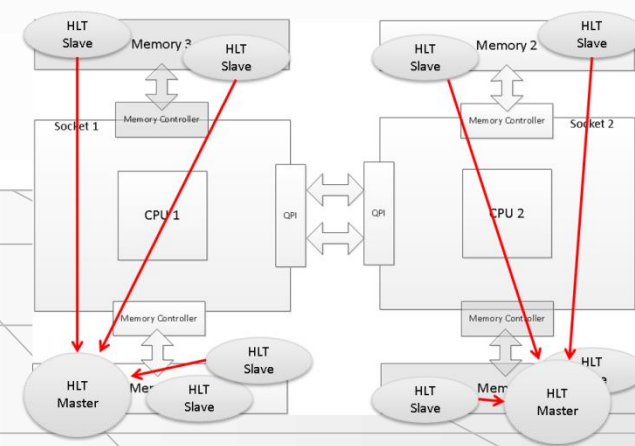 HLT
Slave
Memory 3
HLT
Slave
HLT
Slave
Memory 2
HLT
Slave
Memory Controller
Socket 1
Memory Controller
Socket 2
CPU 1
QPI
QPI
CPU 2
Memory Controller
Memory Controller
HLT
Slave
HLT
Master
HLT
Slave
HLT
HLT
Slave
HLT
Master